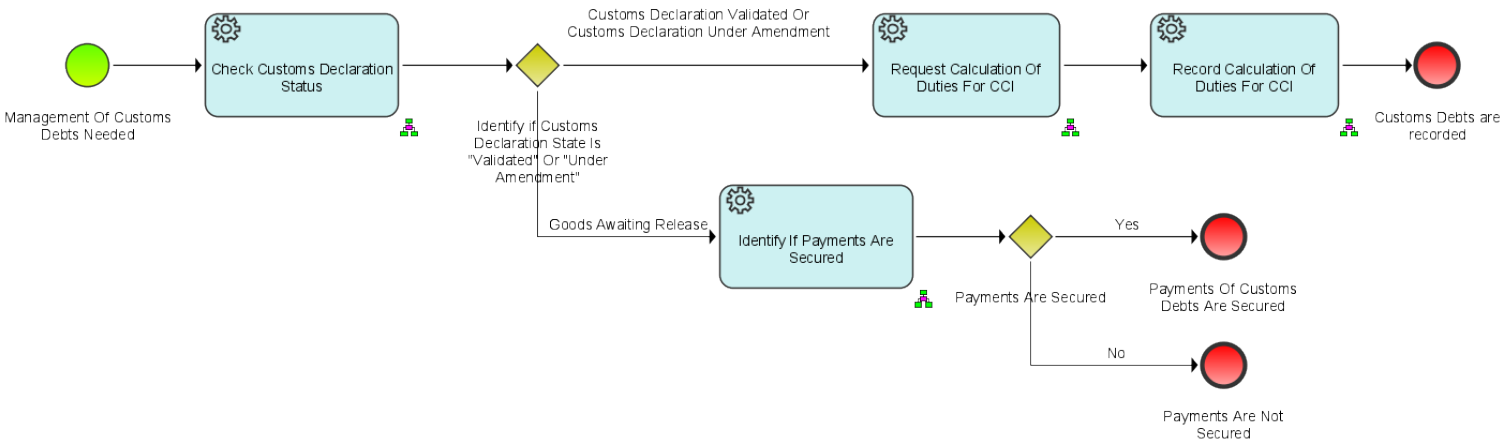 Customs Declaration Validated Or
Customs Declaration Under Amendment
Management Of Customs
Debts Needed
Check Customs Declaration
Status
Identify if Customs
Declaration State Is
"Validated" Or "Under
Amendment"
Request Calculation Of
Duties For CCI
Record Calculation Of
Duties For CCI
Customs Debts are
recorded
Goods Awaiting Release
Identify If Payments Are
Secured
Payments Are Secured
Yes
Payments Of Customs
Debts Are Secured
No
Payments Are Not
Secured